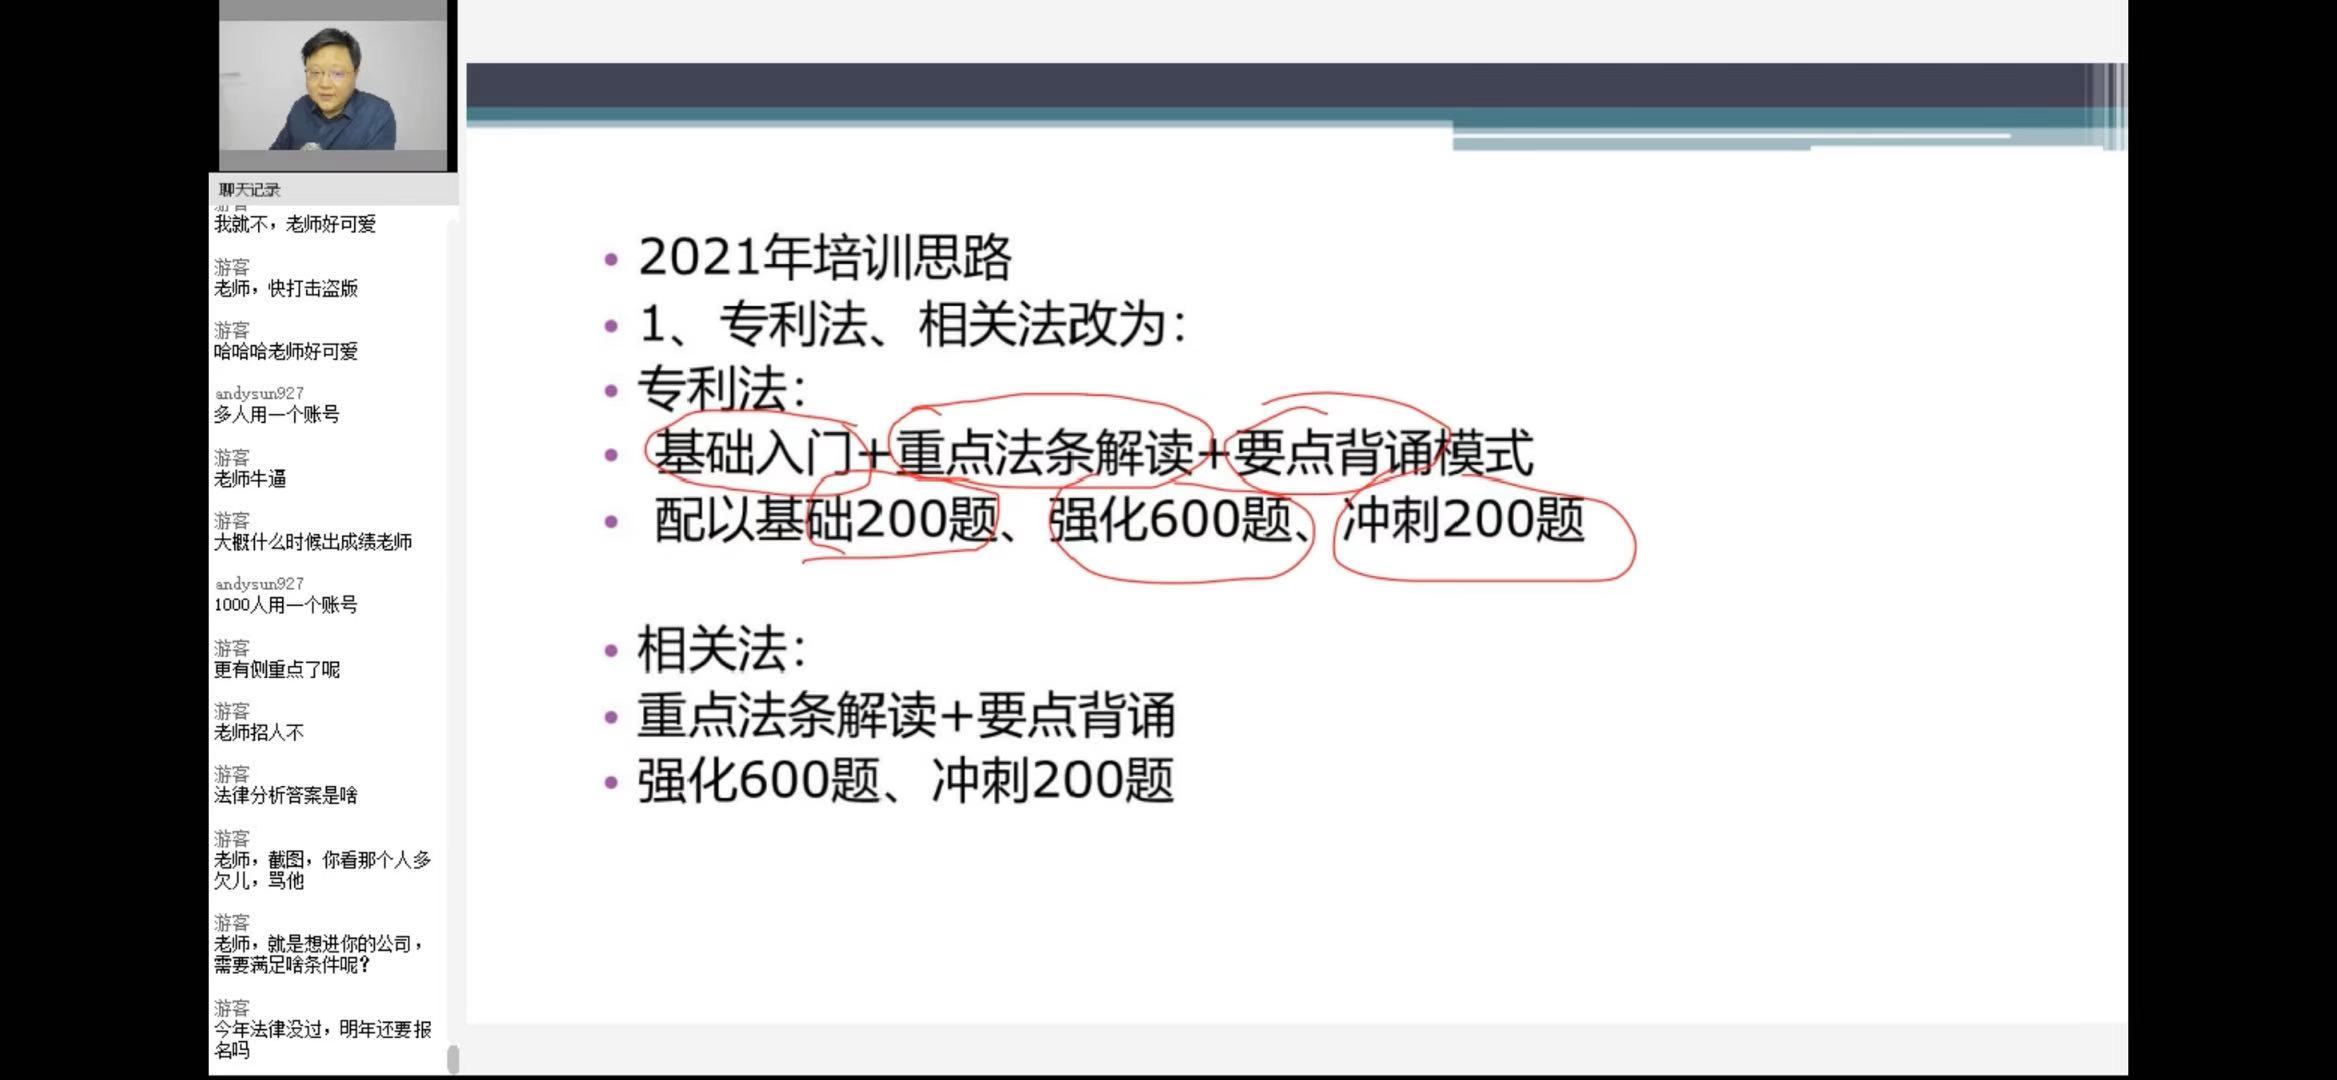 聊天记录
我就不，老师好可爱
游客
老师，快打击盗版
游客
哈哈哈老师好可爱
andysun927
多人用一个账号
游客
老师牛逼
游客
大概什么时候出成绩老师
andysun927
1000人用一个账号
游客
更有侧重点了呢
游客
老师招人不
游客
法律分析答案是啥
游客
老师，截图，你看那个人多
欠儿，骂他
游客
老师，就是想进你的公司，
需要满足啥条件呢？
游客
今年法律没过，明年还要报
名吗
• 2021年培训思路
• 1、专利法、相关法改为：
• 专利法：
• 基础入门+重点法条解读+要点背诵模式
• 配以基础200题、强化600题、冲刺200题
• 相关法：
• 重点法条解读+要点背诵
• 强化600题、冲刺200题